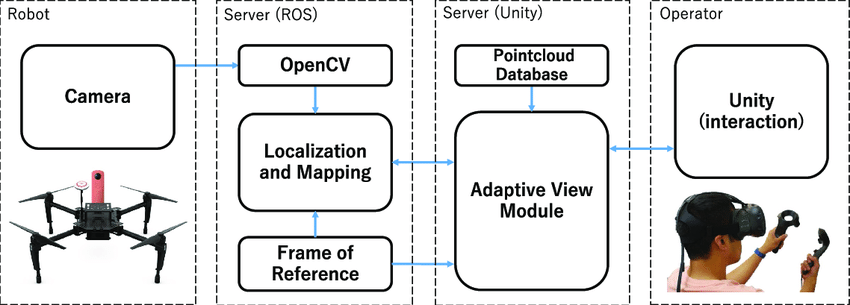 Robot
Server (ROS)
Server (Unity)
Operator
Camera
OpenCV
Localization
and Mapping
Frame of
Reference
Pointcloud
Database
Adaptive View
Module
Unity
(interaction)